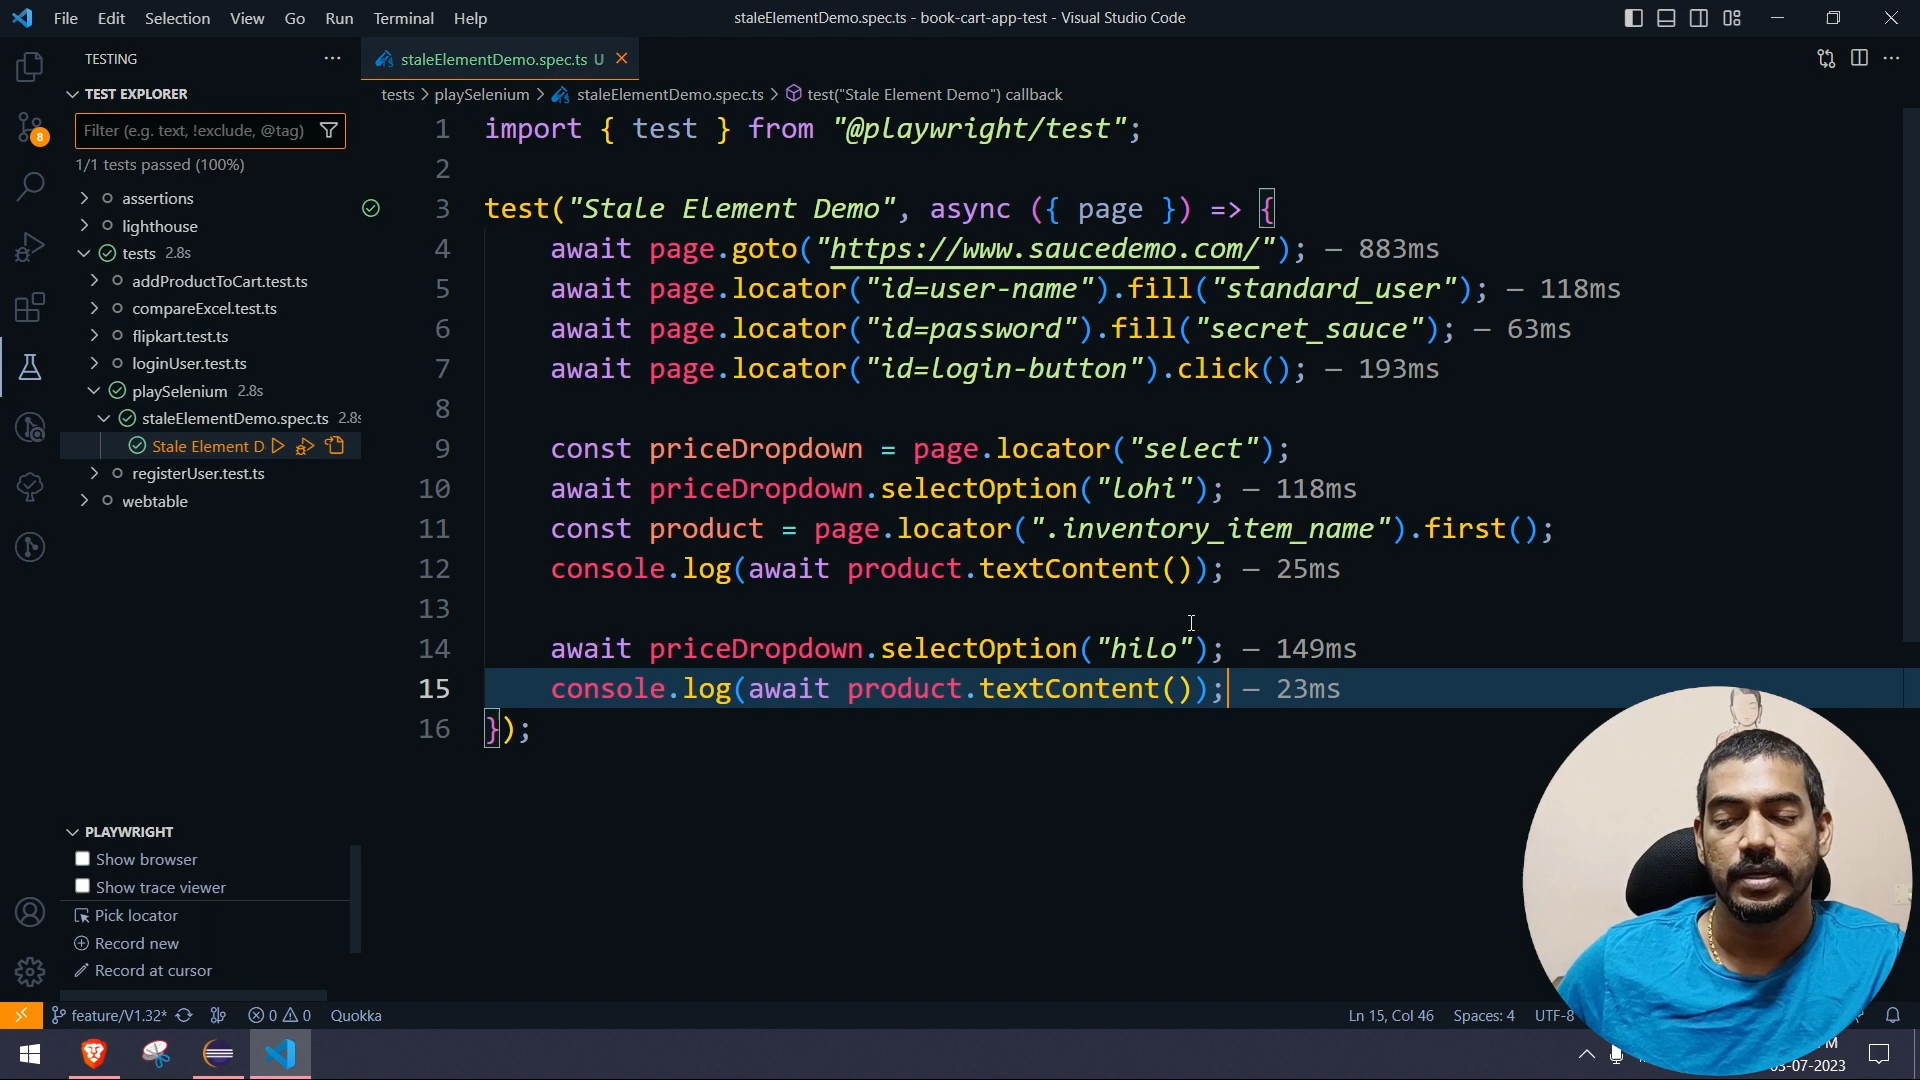 File Edit Selection View Go Run Terminal Help
staleElementDemo.spec.ts - book-cart-app-test - Visual Studio Code
TESTING
TEST EXPLORER
Filter (e.g. text, !exclude, @tag)
1/1 tests passed (100%)
assertions
lighthouse
tests 2.8s
addProductToCart.test.ts
compareExcel.test.ts
flipkart.test.ts
loginUser.test.ts
playSelenium 2.8s
staleElementDemo.spec.ts 2.8s
Stale Element D
registerUser.test.ts
webtable
8
PLAYWRIGHT
Show browser
Show trace viewer
Pick locator
Record new
Record at cursor
staleElementDemo.spec.ts U
tests > playSelenium > staleElementDemo.spec.ts > test("Stale Element Demo") callback
1 import { test } from "@playwright/test";
2
3 test("Stale Element Demo", async ({ page }) => {
4 await page.goto("https://www.saucedemo.com/"); — 883ms
5 await page.locator("id=user-name").fill("standard_user"); — 118ms
6 await page.locator("id=password").fill("secret_sauce"); — 63ms
7 await page.locator("id=login-button").click(); — 193ms
8
9 const priceDropdown = page.locator("select");
10 await priceDropdown.selectOption("lohi"); — 118ms
11 const product = page.locator(".inventory_item_name").first();
12 console.log(await product.textContent()); — 25ms
13
14 await priceDropdown.selectOption("hilo"); — 149ms
15 console.log(await product.textContent()); — 23ms
16 });
feature/V1.32* 0 0 Quokka
Ln 15, Col 46 Spaces: 4 UTF-8
03-07-2023